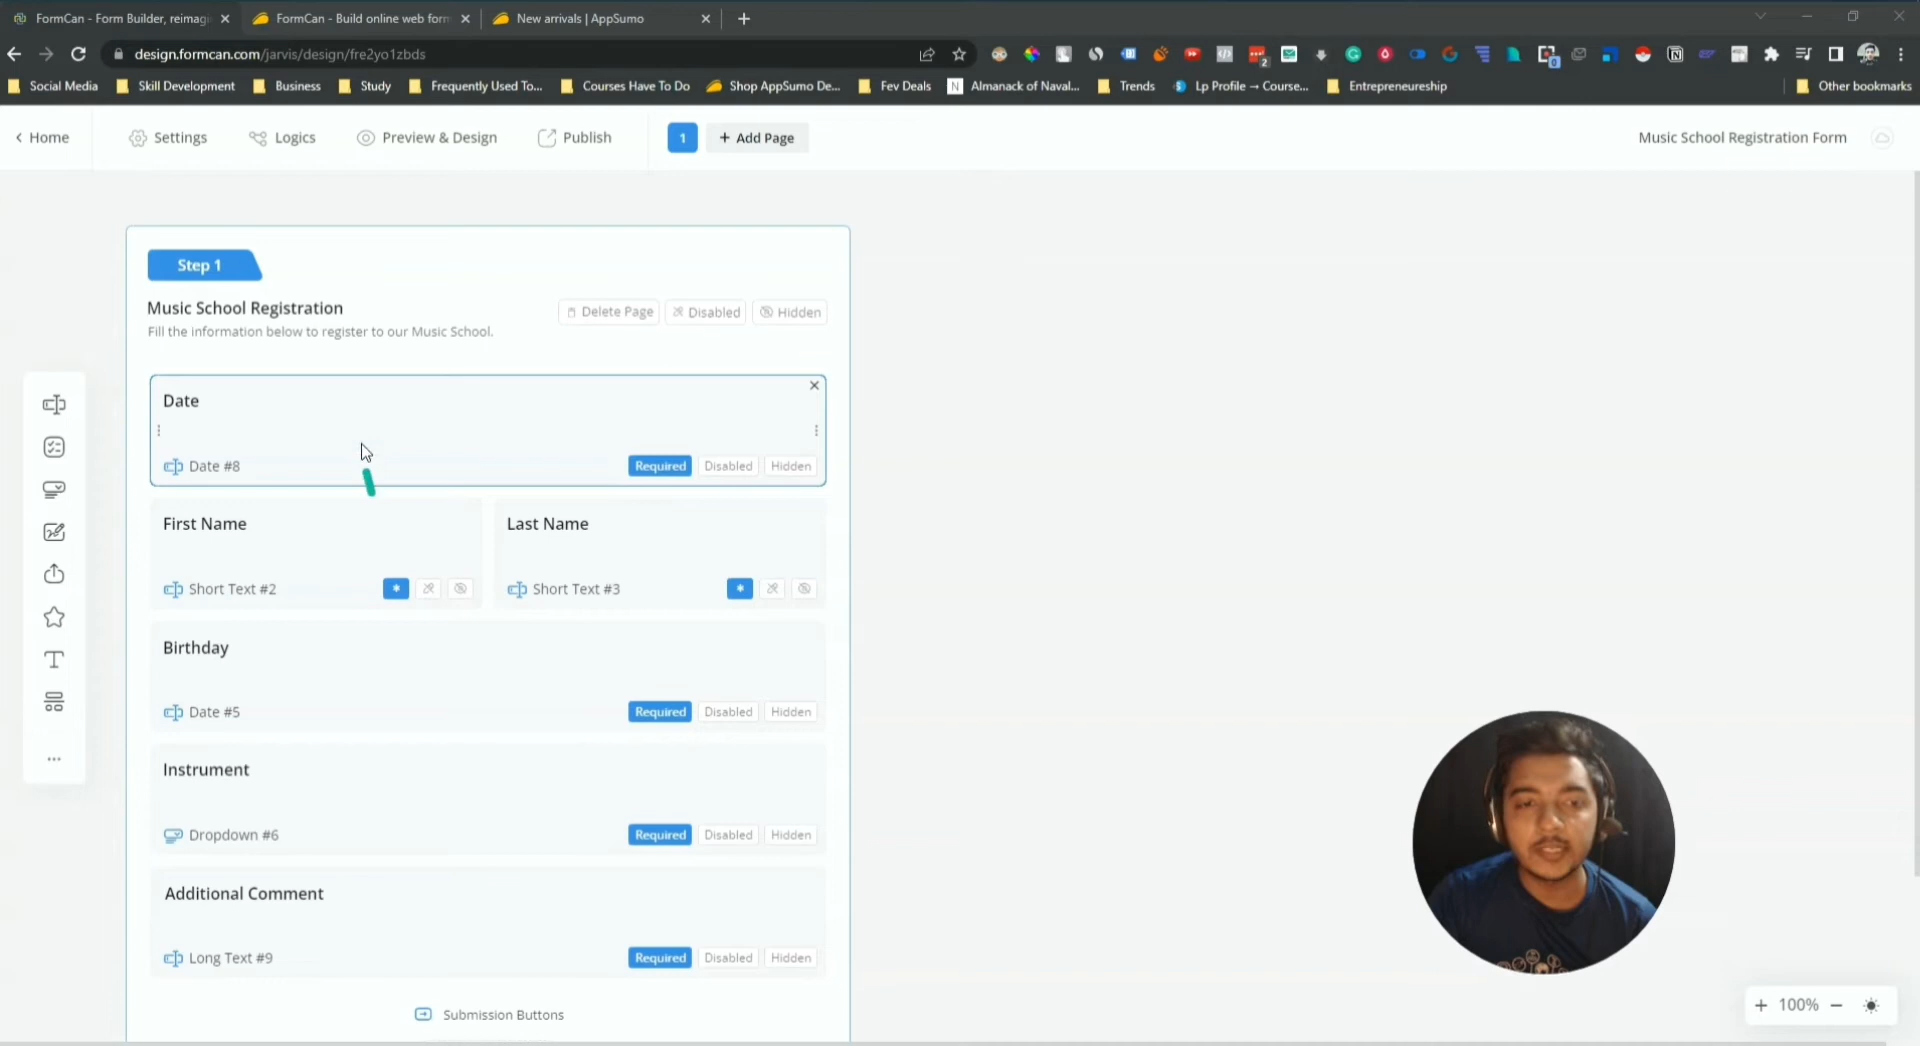 FormCan - Form Builder, reimagi
FormCan - Build online web form
New arrivals | AppSumo
design.formcan.com/jarvis/design/fre2yo1zbds
Social Media
Skill Development
Business
Study
Frequently Used To...
Courses Have To Do
Shop AppSumo De...
Fev Deals
Almanack of Naval...
Trends
Lp Profile → Course...
Entrepreneureship
Other bookmarks
Home
Settings
Logics
Preview & Design
Publish
1
+ Add Page
Music School Registration Form
Step 1
Music School Registration
Delete Page
Disabled
Hidden
Fill the information below to register to our Music School.
Date
Date #8
Required
Disabled
Hidden
First Name
Last Name
Short Text #2
*
Short Text #3
*
Birthday
Date #5
Required
Disabled
Hidden
Instrument
Dropdown #6
Required
Disabled
Hidden
Additional Comment
Long Text #9
Required
Disabled
Hidden
Submission Buttons
+ 100% −